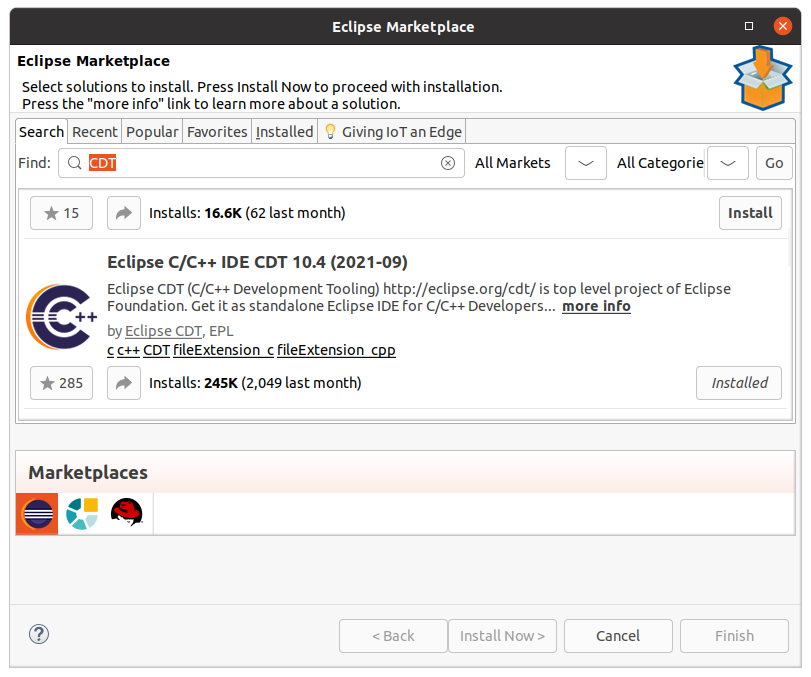 Eclipse Marketplace
Eclipse Marketplace
Select solutions to install. Press Install Now to proceed with installation.
Press the "more info" link to learn more about a solution.
Search Recent Popular Favorites Installed Giving IoT an Edge
Find: CDT All Markets All Categorie Go
15 Installs: 16.6K (62 last month) Install
Eclipse C/C++ IDE CDT 10.4 (2021-09)
Eclipse CDT (C/C++ Development Tooling) http://eclipse.org/cdt/ is top level project of Eclipse
Foundation. Get it as standalone Eclipse IDE for C/C++ Developers... more info
by Eclipse CDT, EPL
c c++ CDT fileExtension_c fileExtension_cpp
285 Installs: 245K (2,049 last month) Installed
Marketplaces
? < Back Install Now > Cancel Finish